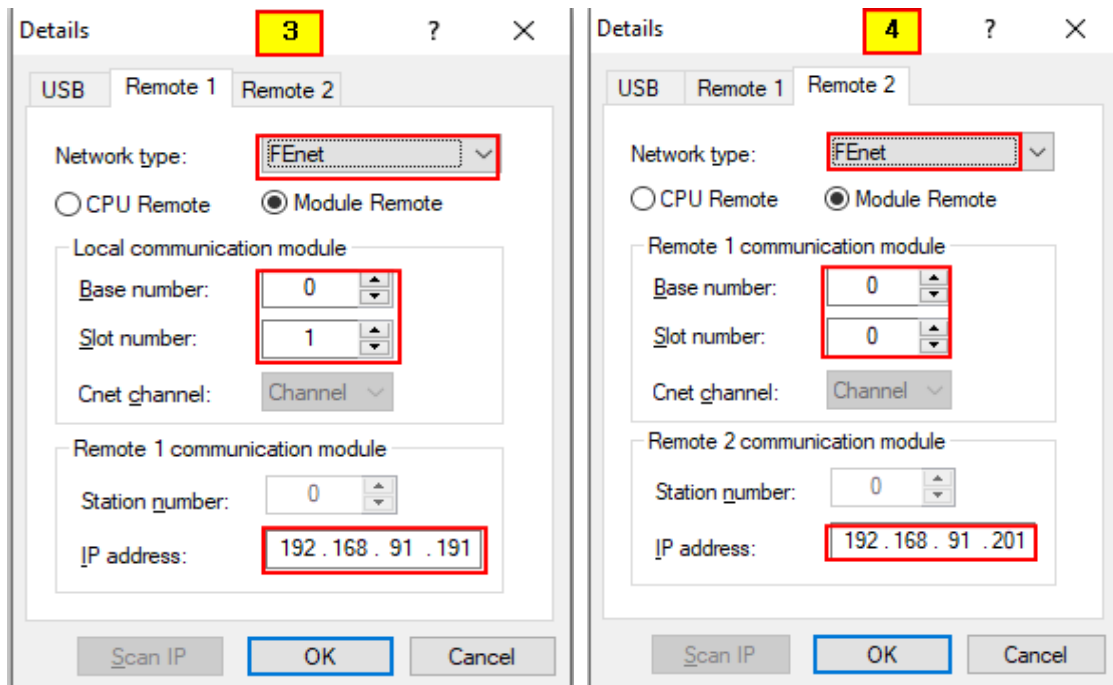 Details 3 ? ×
USB Remote 1 Remote 2
Network type: FEnet
CPU Remote Module Remote
Local communication module
Base number: 0
Slot number: 1
Cnet channel: Channel
Remote 1 communication module
Station number: 0
IP address: 192 . 168 . 91 . 191
Scan IP OK Cancel
Details 4 ? ×
USB Remote 1 Remote 2
Network type: FEnet
CPU Remote Module Remote
Remote 1 communication module
Base number: 0
Slot number: 0
Cnet channel: Channel
Remote 2 communication module
Station number: 0
IP address: 192 . 168 . 91 . 201
Scan IP OK Cancel